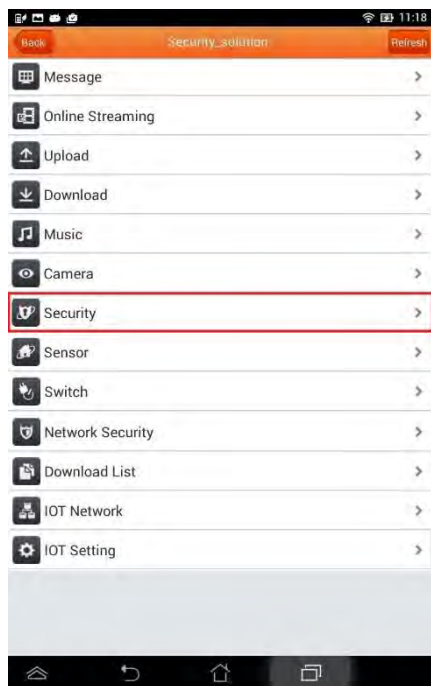 11:18
Back Security_solution Refresh
Message
Online Streaming
Upload
Download
Music
Camera
Security
Sensor
Switch
Network Security
Download List
IOT Network
IOT Setting